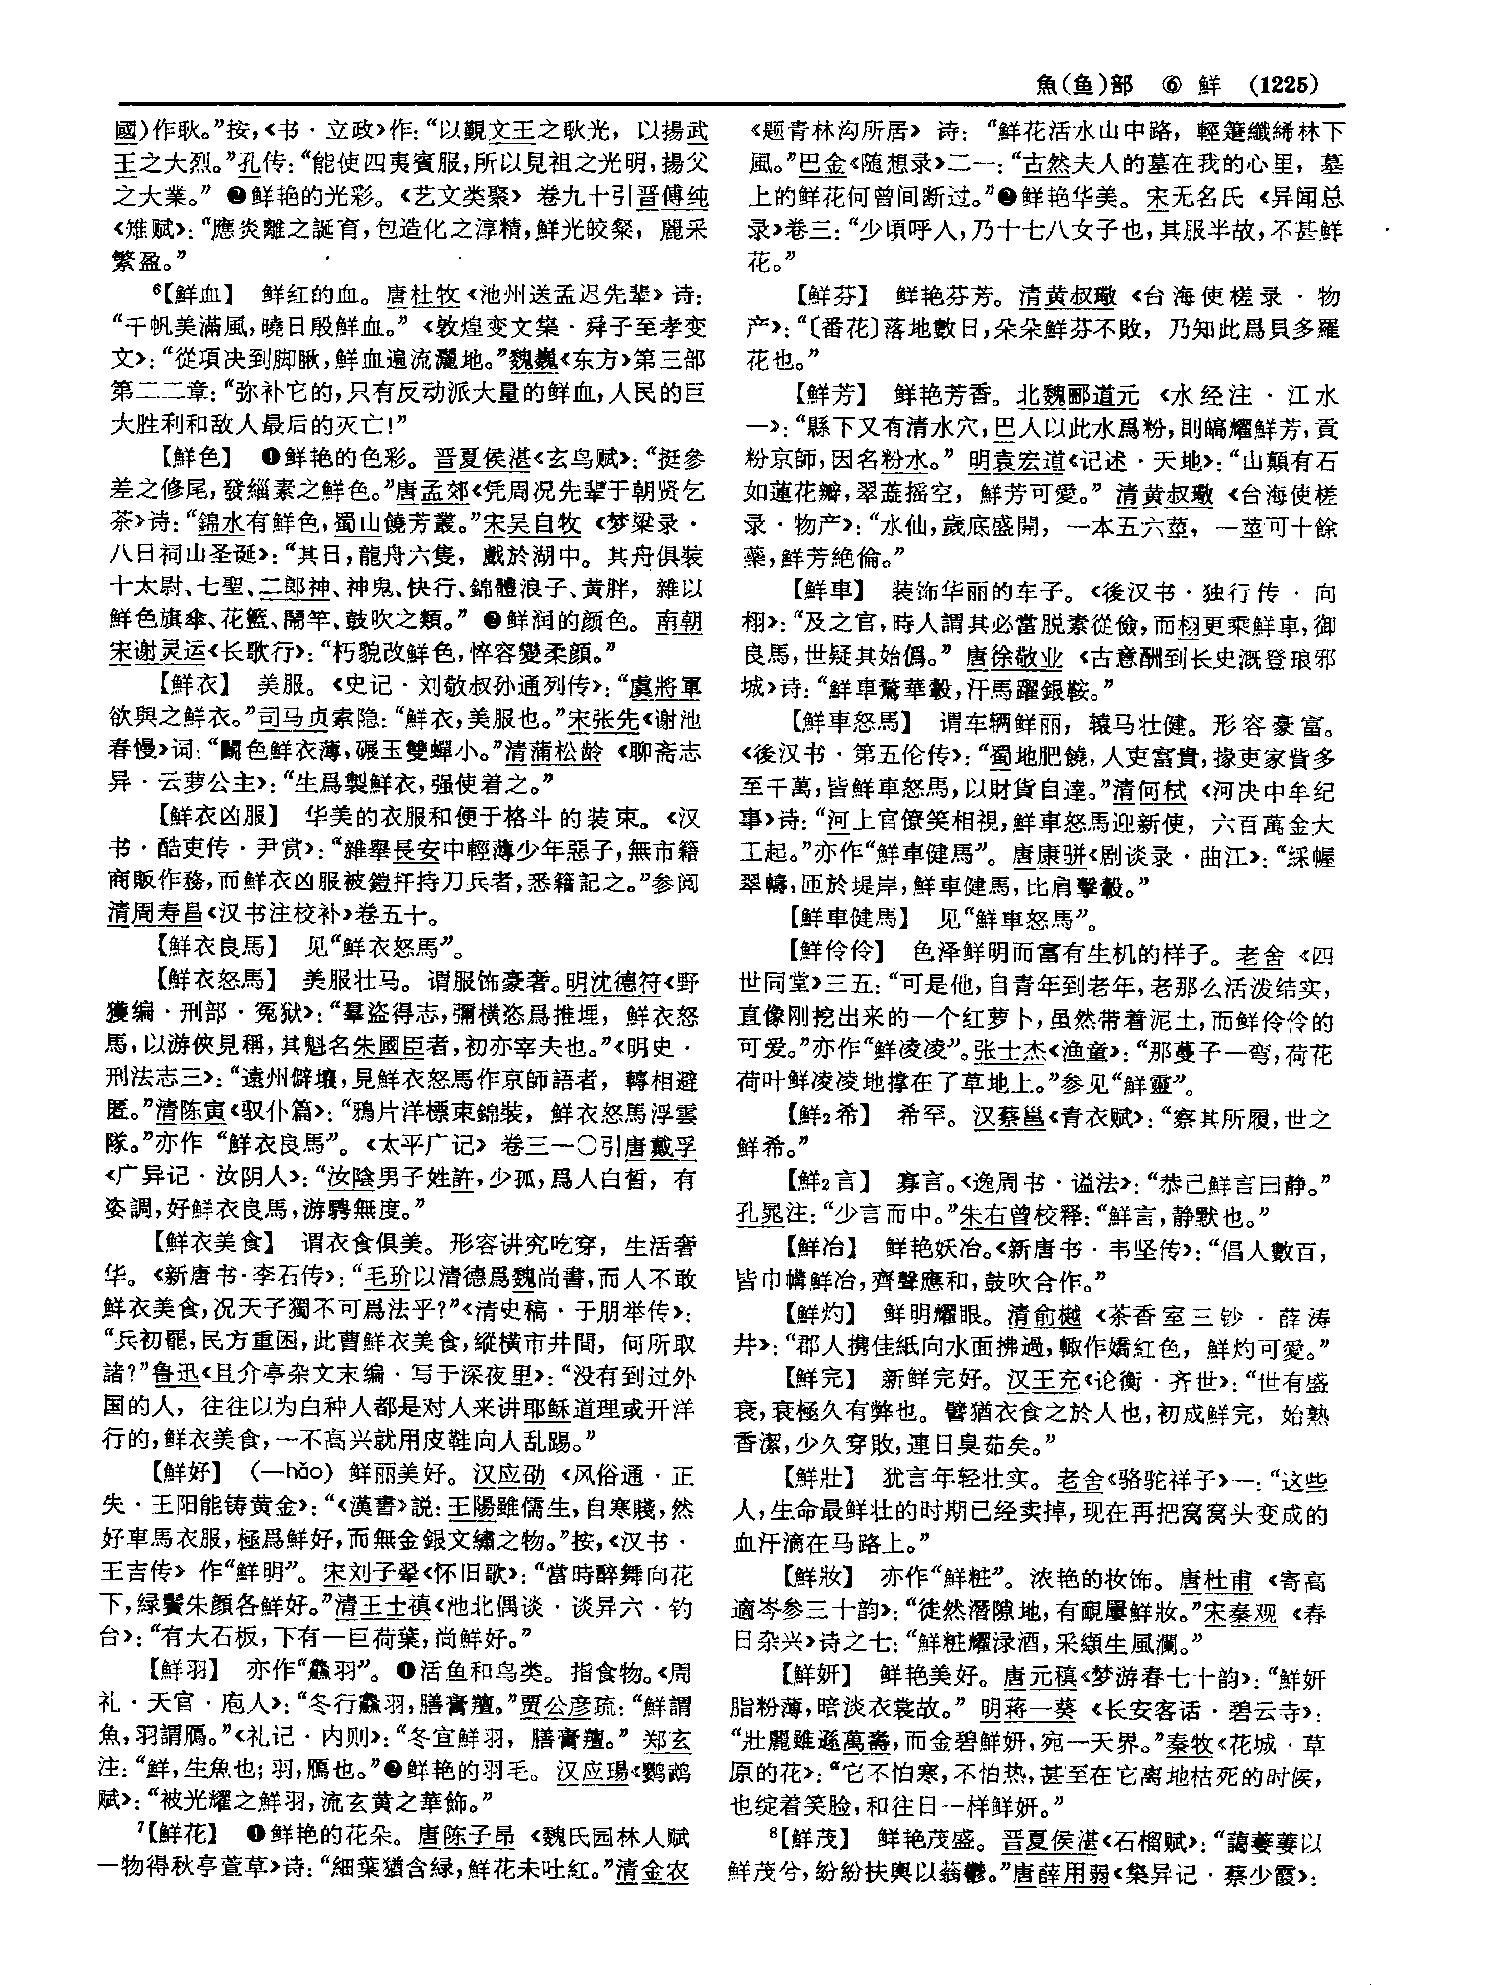 魚(鱼)部 ⑥ 鮮 (1225)
國)作耿。”按,《书·立政》作:“以覲文王之耿光，以揚武
王之大烈。”孔传:“能使四夷賓服,所以見祖之光明,揚父
之大業。” ❷鲜艳的光彩。《艺文类聚》卷九十引晋傅纯
《雉赋》:“應炎離之誕育,包造化之淳精,鮮光皎粲，麗采
繁盈。”
⁶【鮮血】 鲜红的血。唐杜牧《池州送孟迟先辈》诗:
“千帆美滿風,曉日殷鮮血。”《敦煌变文集·舜子至孝变
文》:“從項决到脚瞅,鮮血遍流灑地。”魏巍《东方》第三部
第二二章:“弥补它的,只有反动派大量的鲜血,人民的巨
大胜利和敌人最后的灭亡!”
【鮮色】 ❶鲜艳的色彩。晋夏侯湛《玄鸟赋》:“挺參
差之修尾,發緇素之鮮色。”唐孟郊《凭周况先辈于朝贤乞
茶》诗:“錦水有鮮色,蜀山饒芳叢。”宋吴自牧《梦粱录·
八日祠山圣诞》:“其日,龍舟六隻，戲於湖中。其舟俱裝
十太尉、七聖、二郎神、神鬼、快行、錦體浪子、黄胖，雜以
鮮色旗傘、花籃、鬧竿、鼓吹之類。” ❷鲜润的颜色。南朝
宋谢灵运《长歌行》:“朽貌改鮮色,悴容變柔顔。”
【鮮衣】 美服。《史记·刘敬叔孙通列传》:“虞將軍
欲與之鮮衣。”司马贞索隐:“鮮衣,美服也。”宋张先《谢池
春慢》词:“鬭色鮮衣薄,碾玉雙蟬小。”清蒲松龄《聊斋志
异·云萝公主》:“生爲製鮮衣,强使着之。”
【鮮衣凶服】 华美的衣服和便于格斗的装束。《汉
书·酷吏传·尹赏》:“雜舉長安中輕薄少年惡子,無市籍
商販作務,而鮮衣凶服被鎧扞持刀兵者,悉籍記之。”参阅
清周寿昌《汉书注校补》卷五十。
【鮮衣良馬】 见“鮮衣怒馬”。
【鮮衣怒馬】 美服壮马。谓服饰豪奢。明沈德符《野
獲编·刑部·冤狱》:“羣盜得志,彌横恣爲推埋，鮮衣怒
馬,以游俠見稱,其魁名朱國臣者,初亦宰夫也。”《明史·
刑法志三》:“遠州僻壤,見鮮衣怒馬作京師語者，轉相避
匿。”清陈寅《驭仆篇》:“鴉片洋標束錦裝，鮮衣怒馬浮雲
隊。”亦作“鮮衣良馬”。《太平广记》卷三一〇引唐戴孚
《广异记·汝阴人》:“汝陰男子姓許,少孤,爲人白皙，有
姿調,好鮮衣良馬,游騁無度。”
【鮮衣美食】 谓衣食俱美。形容讲究吃穿，生活奢
华。《新唐书·李石传》:“毛玠以清德爲魏尚書,而人不敢
鮮衣美食,况天子獨不可爲法乎?”《清史稿·于朋举传》:
“兵初罷,民方重困,此曹鮮衣美食,縱横市井間，何所取
諸?”鲁迅《且介亭杂文末编·写于深夜里》:“没有到过外
国的人，往往以为白种人都是对人来讲耶稣道理或开洋
行的,鲜衣美食,一不高兴就用皮鞋向人乱踢。”
【鮮好】 (—hǎo) 鲜丽美好。汉应劭《风俗通·正
失·王阳能铸黄金》:“《漢書》説:王陽雖儒生,自寒賤,然
好車馬衣服,極爲鮮好,而無金銀文繡之物。”按,《汉书·
王吉传》作“鮮明”。宋刘子翚《怀旧歌》:“當時醉舞向花
下,緑鬢朱顔各鮮好。”清王士禛《池北偶谈·谈异六·钓
台》:“有大石板,下有一巨荷葉,尚鮮好。”
【鮮羽】 亦作“鱻羽”。❶活鱼和鸟类。指食物。《周
礼·天官·庖人》:“冬行鱻羽,膳膏羶。”贾公彦疏:“鮮謂
魚,羽謂鴈。”《礼记·内则》:“冬宜鮮羽，膳膏羶。”郑玄
注:“鮮,生魚也;羽,鴈也。”❷鲜艳的羽毛。汉应瑒《鹦鹉
赋》:“被光耀之鮮羽,流玄黄之華飾。”
⁷【鮮花】 ❶鲜艳的花朵。唐陈子昂《魏氏园林人赋
一物得秋亭萱草》诗:“細葉猶含緑,鮮花未吐紅。”清金农
《题青林沟所居》诗:“鮮花活水山中路，輕箑纖絺林下
風。”巴金《随想录》二一:“古然夫人的墓在我的心里，墓
上的鲜花何曾间断过。”❷鲜艳华美。宋无名氏《异闻总
录》卷三:“少頃呼人,乃十七八女子也,其服半故,不甚鮮
花。”
【鮮芬】 鲜艳芬芳。清黄叔璥《台海使槎录·物
产》:“〔番花〕落地數日,朵朵鮮芬不敗，乃知此爲貝多羅
花也。”
【鮮芳】 鲜艳芳香。北魏郦道元《水经注·江水
一》:“縣下又有清水穴,巴人以此水爲粉,則皜耀鮮芳,貢
粉京師,因名粉水。”明袁宏道《记述·天地》:“山顛有石
如蓮花瓣,翠蕋摇空，鮮芳可愛。”清黄叔璥《台海使槎
录·物产》:“水仙,歲底盛開，一本五六莖，一莖可十餘
蘂,鮮芳絶倫。”
【鮮車】 装饰华丽的车子。《後汉书·独行传·向
栩》:“及之官,時人謂其必當脱素從儉,而栩更乘鮮車,御
良馬,世疑其始僞。”唐徐敬业《古意酬到长史溉登琅邪
城》诗:“鮮車騖華轂,汗馬躍銀鞍。”
【鮮車怒馬】 谓车辆鲜丽，辕马壮健。形容豪富。
《後汉书·第五伦传》:“蜀地肥饒,人吏富貴,掾吏家貲多
至千萬,皆鮮車怒馬,以財貨自達。”清何栻《河决中牟纪
事》诗:“河上官僚笑相視,鮮車怒馬迎新使，六百萬金大
工起。”亦作“鮮車健馬”。唐康骈《剧谈录·曲江》:“綵幄
翠幬,匝於堤岸,鮮車健馬,比肩擊轂。”
【鮮車健馬】 见“鮮車怒馬”。
【鮮伶伶】 色泽鲜明而富有生机的样子。老舍《四
世同堂》三五:“可是他,自青年到老年,老那么活泼结实,
直像刚挖出来的一个红萝卜,虽然带着泥土,而鲜伶伶的
可爱。”亦作“鮮凌凌”。张士杰《渔童》:“那蔓子一弯,荷花
荷叶鲜凌凌地撑在了草地上。”参见“鮮靈”。
【鮮₂希】 希罕。汉蔡邕《青衣赋》:“察其所履,世之
鮮希。”
【鮮₂言】 寡言。《逸周书·谥法》:“恭己鮮言曰静。”
孔晁注:“少言而中。”朱右曾校释:“鮮言,静默也。”
【鮮冶】 鲜艳妖冶。《新唐书·韦坚传》:“倡人數百,
皆巾幗鮮冶,齊聲應和,鼓吹合作。”
【鮮灼】 鲜明耀眼。清俞樾《茶香室三钞·薛涛
井》:“郡人携佳紙向水面拂過,輙作嬌紅色，鮮灼可愛。”
【鮮完】 新鲜完好。汉王充《论衡·齐世》:“世有盛
衰,衰極久有弊也。譬猶衣食之於人也,初成鮮完，始熟
香潔,少久穿敗,連日臭茹矣。”
【鮮壯】 犹言年轻壮实。老舍《骆驼祥子》一:“这些
人,生命最鲜壮的时期已经卖掉,现在再把窝窝头变成的
血汗滴在马路上。”
【鮮妝】 亦作“鮮粧”。浓艳的妆饰。唐杜甫《寄高
適岑参三十韵》:“徒然潛隙地,有靦屢鮮妝。”宋秦观《春
日杂兴》诗之七:“鮮粧耀渌酒,采纈生風瀾。”
【鮮妍】 鲜艳美好。唐元稹《梦游春七十韵》:“鮮妍
脂粉薄,暗淡衣裳故。”明蒋一葵《长安客话·碧云寺》:
“壯麗雖遜萬壽,而金碧鮮妍,宛一天界。”秦牧《花城·草
原的花》:“它不怕寒,不怕热,甚至在它离地枯死的时候,
也绽着笑脸,和往日一样鲜妍。”
⁸【鮮茂】 鲜艳茂盛。晋夏侯湛《石榴赋》:“藹萋萋以
鮮茂兮,紛紛扶輿以蓊鬱。”唐薛用弱《集异记·蔡少霞》: